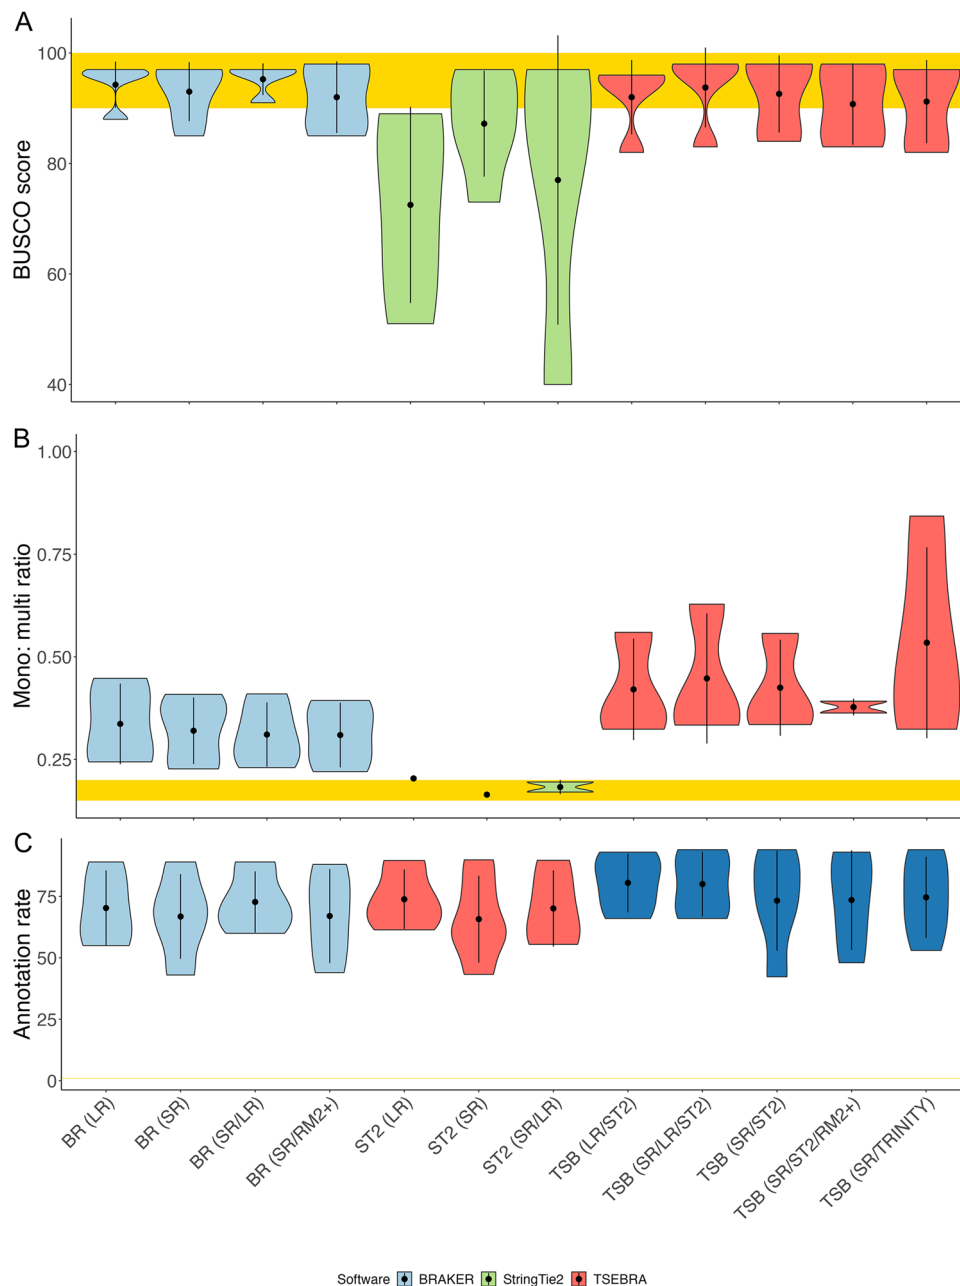 A
BUSCO score
100
80
60
40
B
Mono: multi ratio
1.00
0.75
0.50
0.25
C
Annotation rate
75
50
25
0
BR (LR)
BR (SR)
BR (SR/LR)
BR (SR/RM2+)
ST2 (LR)
ST2 (SR)
ST2 (SR/LR)
TSB (LR/ST2)
TSB (SR/LR/ST2)
TSB (SR/ST2)
TSB (SR/ST2/RM2+)
TSB (SR/TRINITY)
Software BRAKER StringTie2 TSEBRA